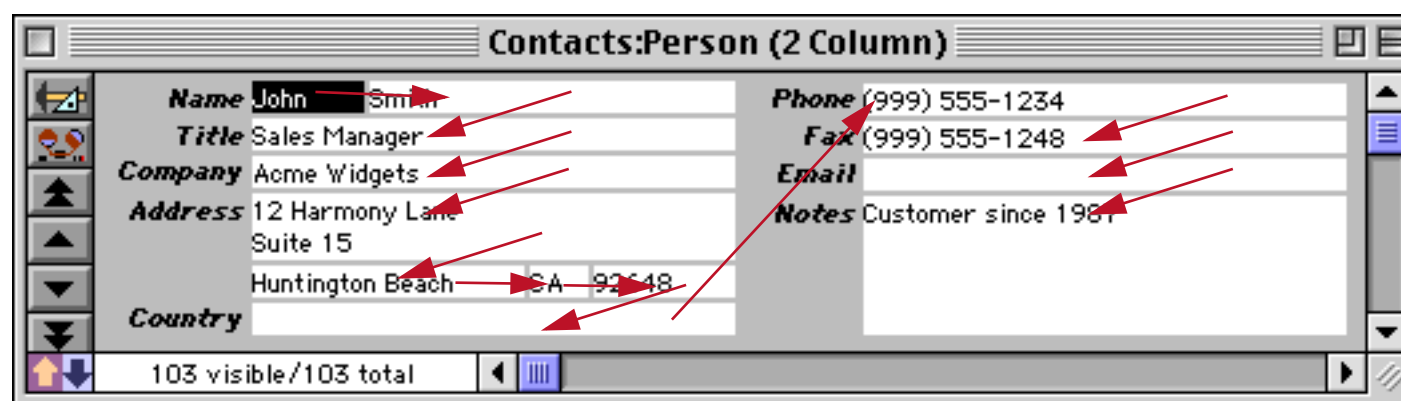 Contacts:Person (2 Column)
Name John Smith
Title Sales Manager
Company Acme Widgets
Address 12 Harmony Lane
Suite 15
Huntington Beach CA 92648
Country
Phone (999) 555-1234
Fax (999) 555-1248
Email
Notes Customer since 1981
103 visible/103 total